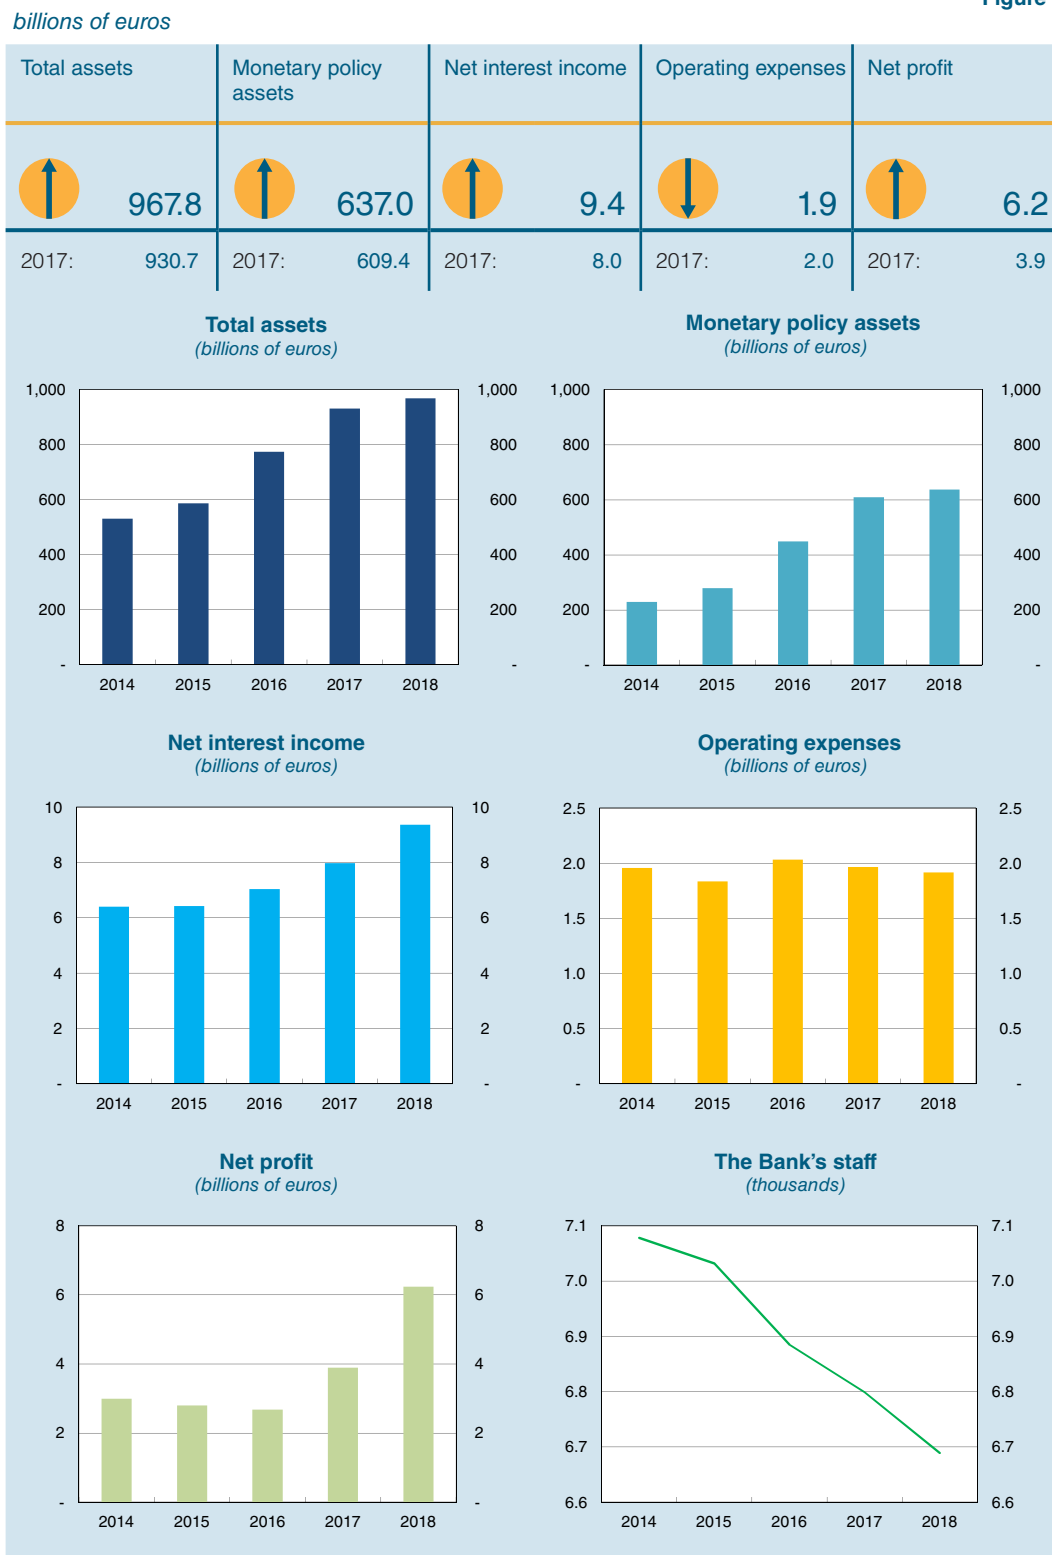 Figure
billions of euros
Total assets
Monetary policy
assets
Net interest income
Operating expenses
Net profit
967.8
637.0
9.4
1.9
6.2
2017: 930.7
2017: 609.4
2017: 8.0
2017: 2.0
2017: 3.9
Total assets
(billions of euros)
1,000 1,000
800 800
600 600
400 400
200 200
- -
2014 2015 2016 2017 2018
Monetary policy assets
(billions of euros)
1,000 1,000
800 800
600 600
400 400
200 200
- -
2014 2015 2016 2017 2018
Net interest income
(billions of euros)
10 10
8 8
6 6
4 4
2 2
- -
2014 2015 2016 2017 2018
Operating expenses
(billions of euros)
2.5 2.5
2.0 2.0
1.5 1.5
1.0 1.0
0.5 0.5
- -
2014 2015 2016 2017 2018
Net profit
(billions of euros)
8 8
6 6
4 4
2 2
- -
2014 2015 2016 2017 2018
The Bank's staff
(thousands)
7.1 7.1
7.0 7.0
6.9 6.9
6.8 6.8
6.7 6.7
6.6 6.6
2014 2015 2016 2017 2018